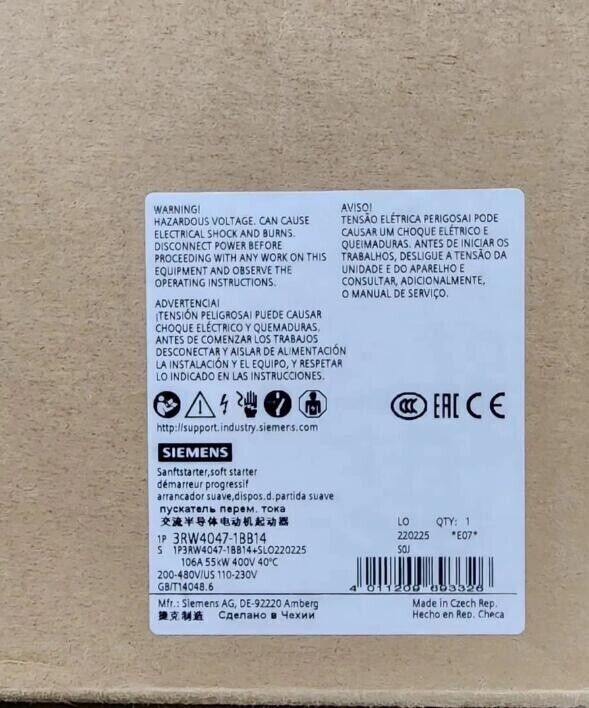 WARNING!
HAZARDOUS VOLTAGE. CAN CAUSE
ELECTRICAL SHOCK AND BURNS.
DISCONNECT POWER BEFORE
PROCEEDING WITH ANY WORK ON THIS
EQUIPMENT AND OBSERVE THE
OPERATING INSTRUCTIONS.
AVISO!
TENSÃO ELÉTRICA PERIGOSA! PODE
CAUSAR UM CHOQUE ELÉTRICO E
QUEIMADURAS. ANTES DE INICIAR OS
TRABALHOS, DESLIGUE A TENSÃO DA
UNIDADE E DO APARELHO E
CONSULTAR, ADICIONALMENTE,
O MANUAL DE SERVIÇO.
ADVERTENCIA!
¡TENSIÓN PELIGROSA! PUEDE CAUSAR
CHOQUE ELÉCTRICO Y QUEMADURAS.
ANTES DE COMENZAR LOS TRABAJOS
DESCONECTAR Y AISLAR DE ALIMENTACIÓN
LA INSTALACIÓN Y EL EQUIPO, Y RESPETAR
LO INDICADO EN LAS INSTRUCCIONES.
CCC EAC CE
http://support.industry.siemens.com
SIEMENS
Sanftstarter,soft starter
démarreur progressif
arrancador suave,dispos.d.partida suave
пускатель перем. тока
交流半导体电动机起动器
1P 3RW4047-1BB14
S 1P3RW4047-1BB14+SLO220225
106A 55kW 400V 40°C
200-480V/US 110-230V
GB/T14048.6
LO QTY: 1
220225 *E07*
S0J
4 011209 693326
Mfr.: Siemens AG, DE-92220 Amberg
捷克制造 Сделано в Чехии
Made in Czech Rep.
Hecho en Rep. Checa